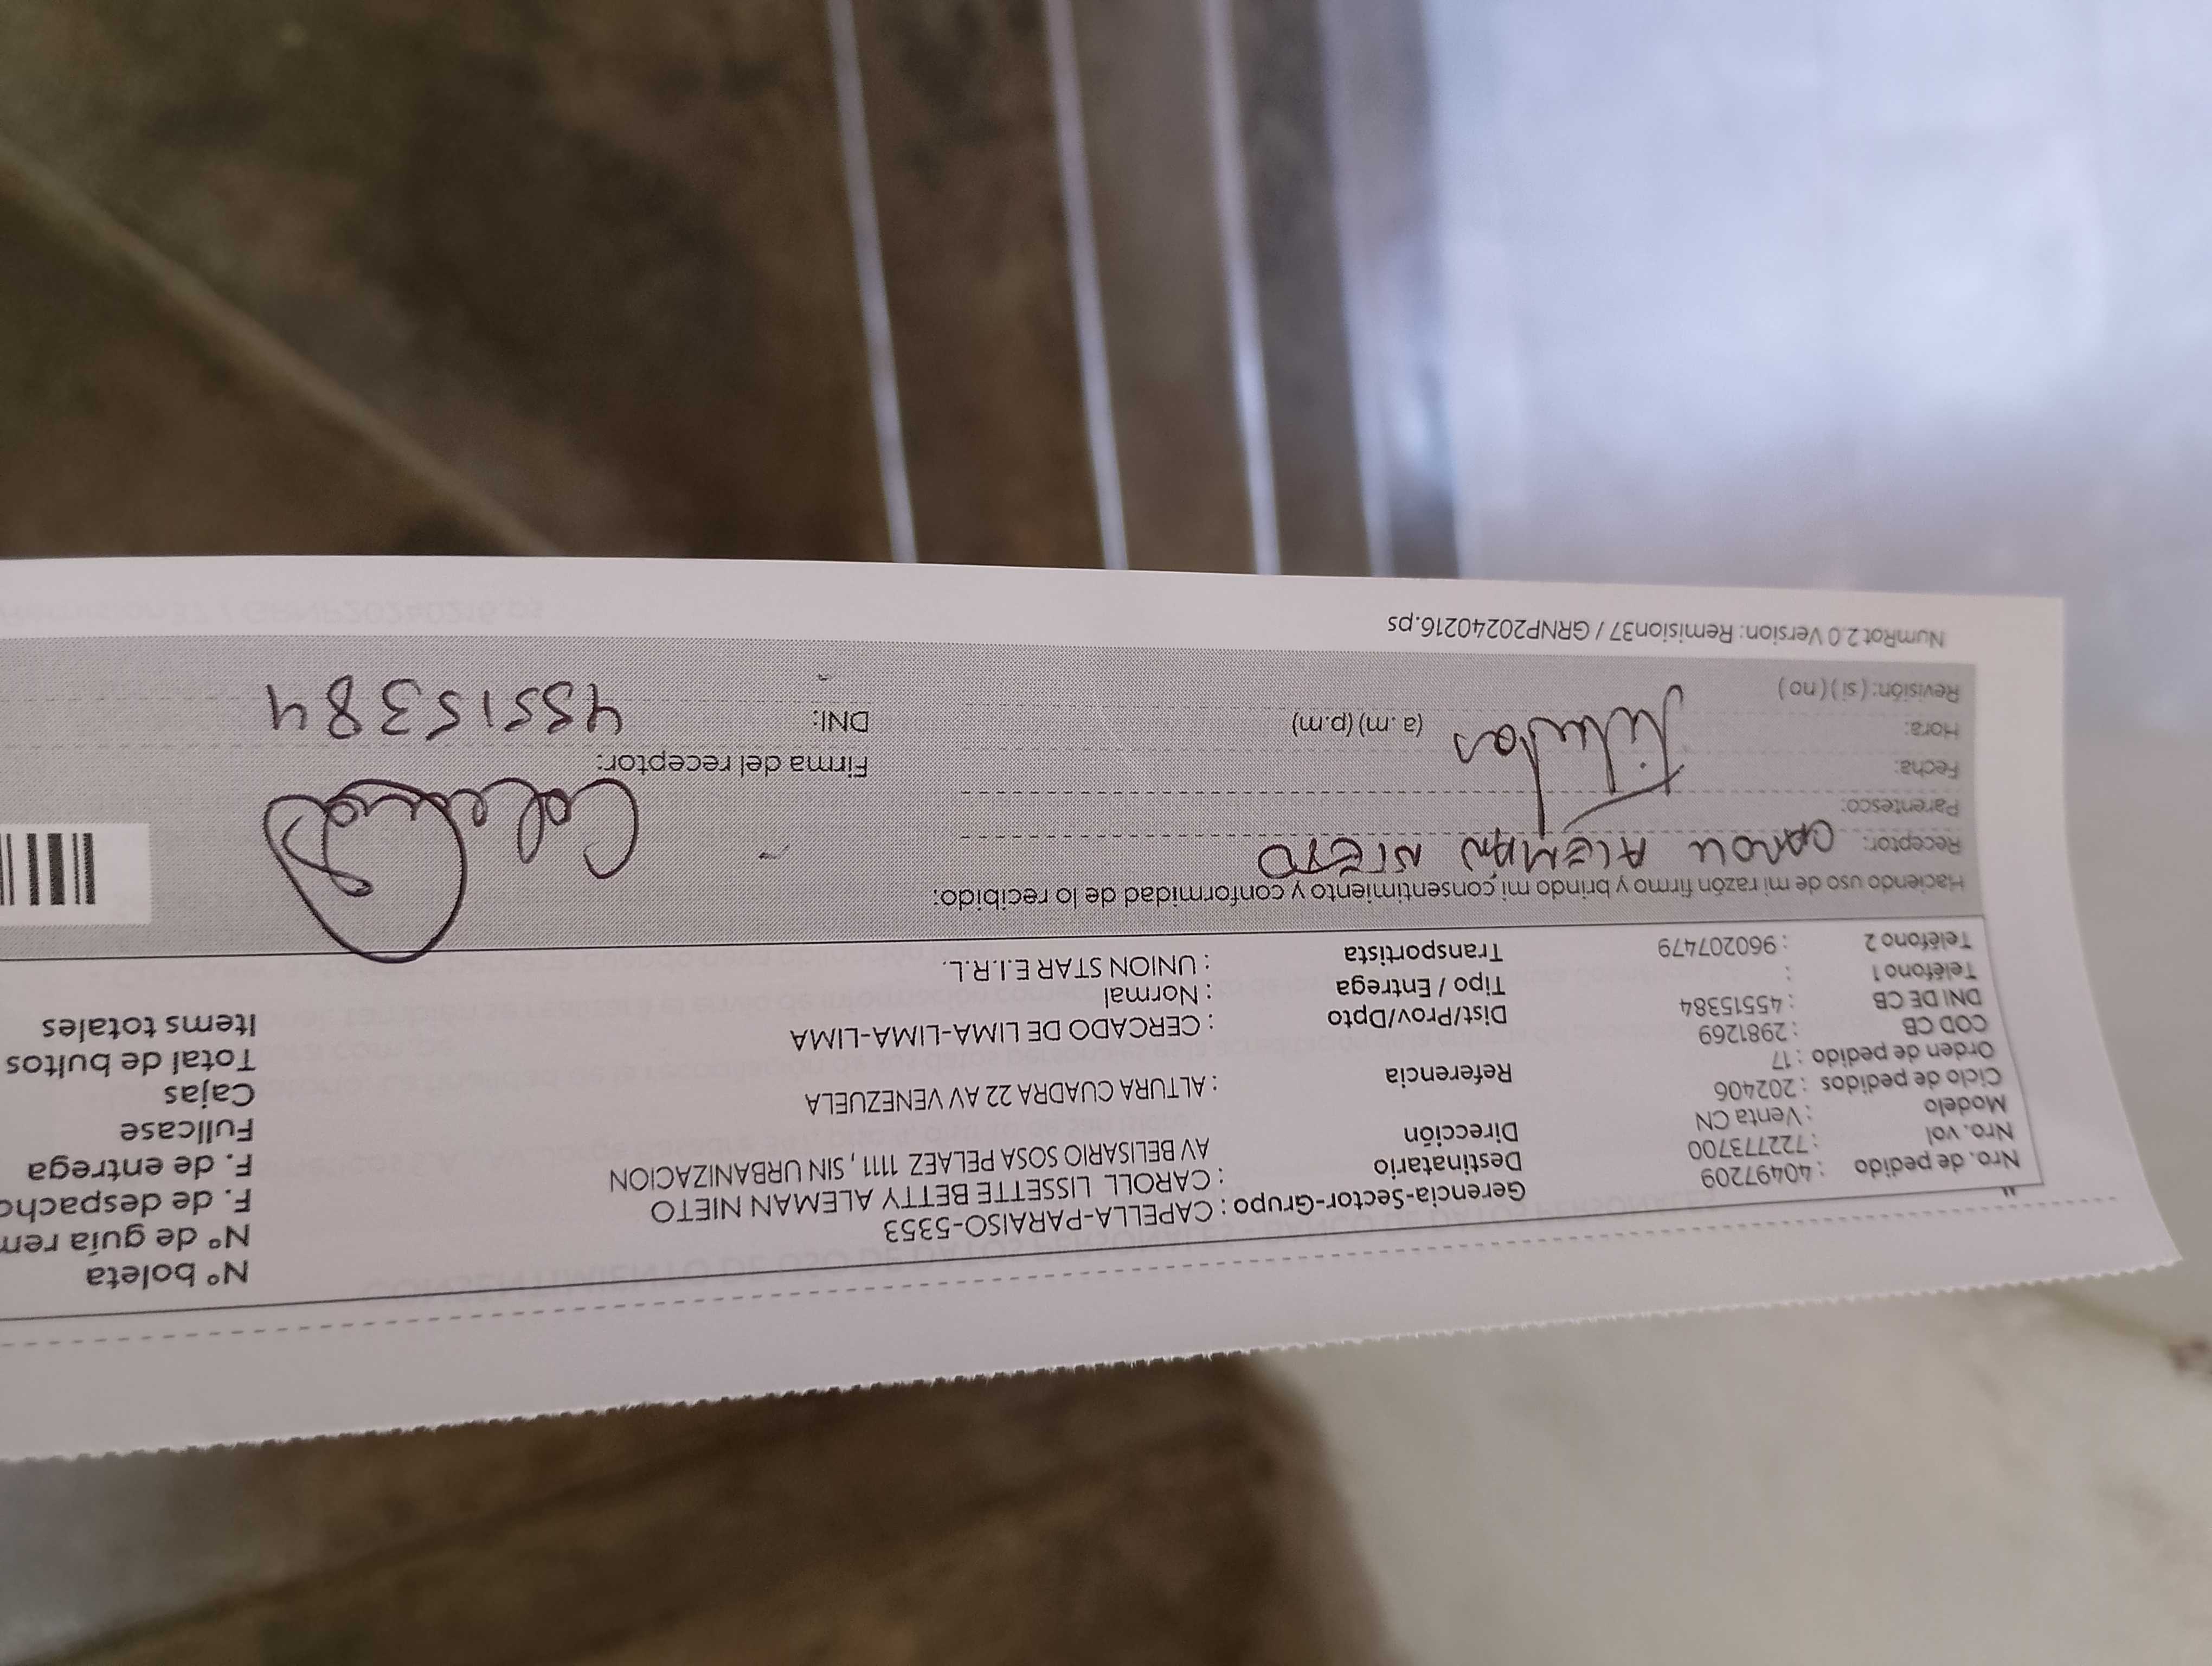 Nro. de pedido : 40497209
Nro. vol : 722773700
Modelo : Venta CN
Ciclo de pedidos : 202406
Orden de pedido : 17
COD CB : 2981269
DNI DE CB : 45515384
Teléfono 1 :
Teléfono 2 : 960207479
Gerencia-Sector-Grupo : CAPELLA-PARAISO-5353
Destinatario : CAROLL LISSETTE BETTY ALEMAN NIETO
Dirección AV BELISARIO SOSA PELAEZ 1111, SIN URBANIZACION
Referencia : ALTURA CUADRA 22 AV VENEZUELA
Dist/Prov/Dpto : CERCADO DE LIMA-LIMA-LIMA
Tipo / Entrega : Normal
Transportista : UNION STAR E.I.R.L.
N° boleta
N° de guía rem
F. de despacho
F. de entrega
Fullcase
Cajas
Total de bultos
Items totales
Haciendo uso de mi razón firmo y brindo mi consentimiento y conformidad de lo recibido:
Receptor: CAROLL ALEMAN NIETO
Parentesco: Titular
Fecha:
Hora: (a.m) (p.m)
Revisión: ( si ) ( no )
Firma del receptor:
DNI: 45515384
NumRot 2.0 Version: Remision37 / GRNP20240216.ps